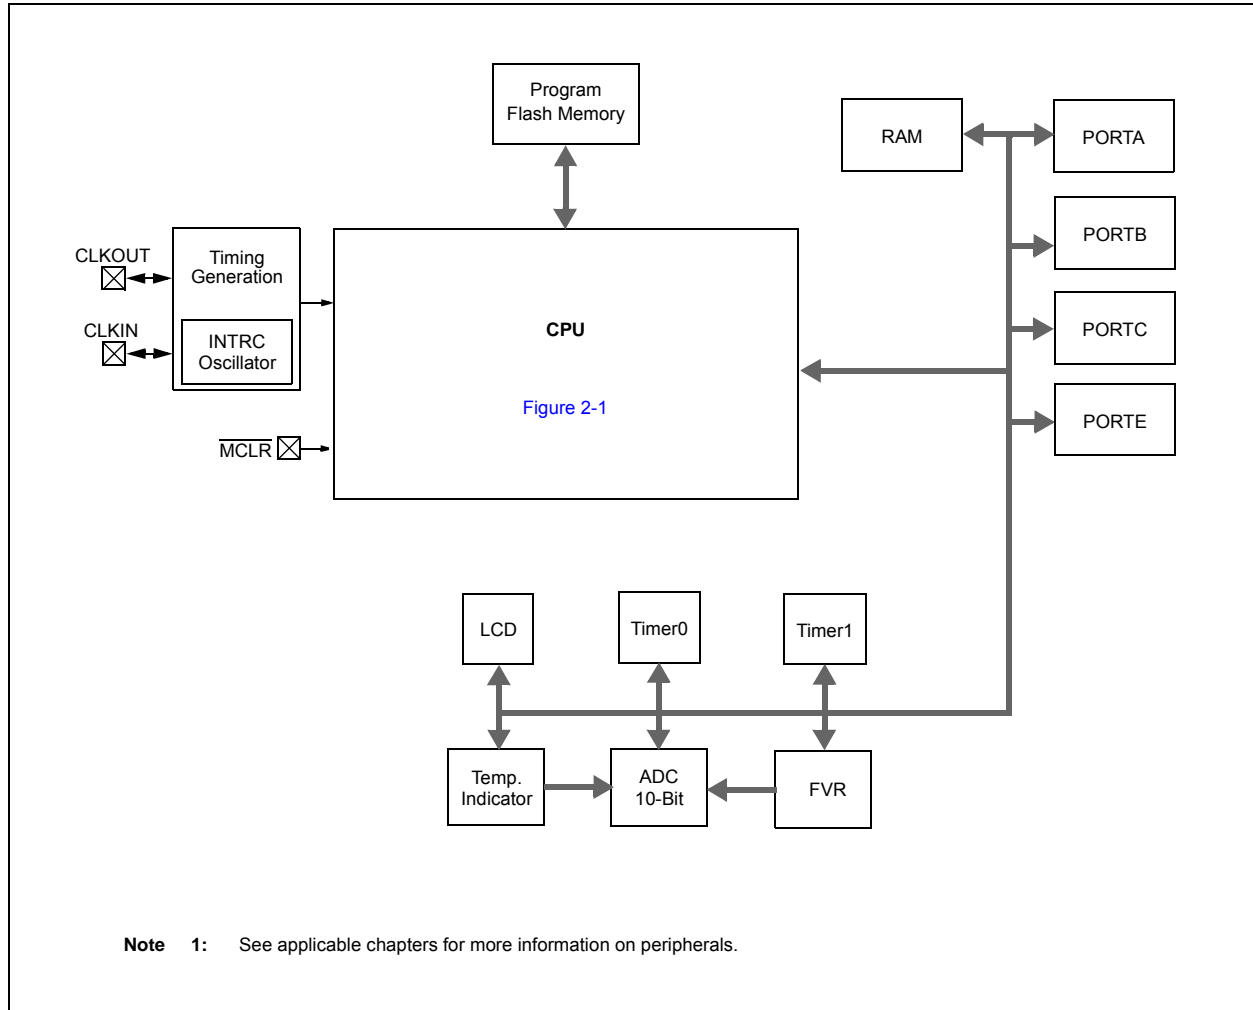 Program
Flash Memory
RAM
PORTA
PORTB
CLKOUT
Timing
Generation
CLKIN
INTRC
Oscillator
CPU
PORTC
Figure 2-1
PORTE
MCLR
LCD
Timer0
Timer1
Temp.
Indicator
ADC
10-Bit
FVR
Note 1: See applicable chapters for more information on peripherals.